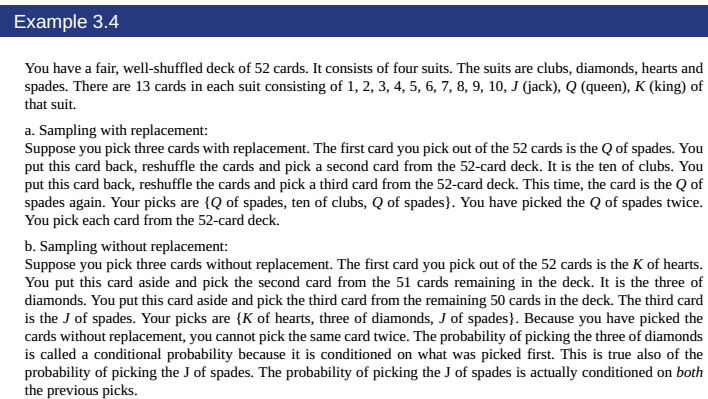 Example 3.4
You have a fair, well-shuffled deck of 52 cards. It consists of four suits. The suits are clubs, diamonds, hearts and
spades. There are 13 cards in each suit consisting of 1, 2, 3, 4, 5, 6, 7, 8, 9, 10, J (jack), Q (queen), K (king) of
that suit.
a. Sampling with replacement:
Suppose you pick three cards with replacement. The first card you pick out of the 52 cards is the Q of spades. You
put this card back, reshuffle the cards and pick a second card from the 52-card deck. It is the ten of clubs. You
put this card back, reshuffle the cards and pick a third card from the 52-card deck. This time, the card is the Q of
spades again. Your picks are {Q of spades, ten of clubs, Q of spades}. You have picked the Q of spades twice.
You pick each card from the 52-card deck.
b. Sampling without replacement:
Suppose you pick three cards without replacement. The first card you pick out of the 52 cards is the K of hearts.
You put this card aside and pick the second card from the 51 cards remaining in the deck. It is the three of
diamonds. You put this card aside and pick the third card from the remaining 50 cards in the deck. The third card
is the J of spades. Your picks are {K of hearts, three of diamonds, J of spades}. Because you have picked the
cards without replacement, you cannot pick the same card twice. The probability of picking the three of diamonds
is called a conditional probability because it is conditioned on what was picked first. This is true also of the
probability of picking the J of spades. The probability of picking the J of spades is actually conditioned on both
the previous picks.